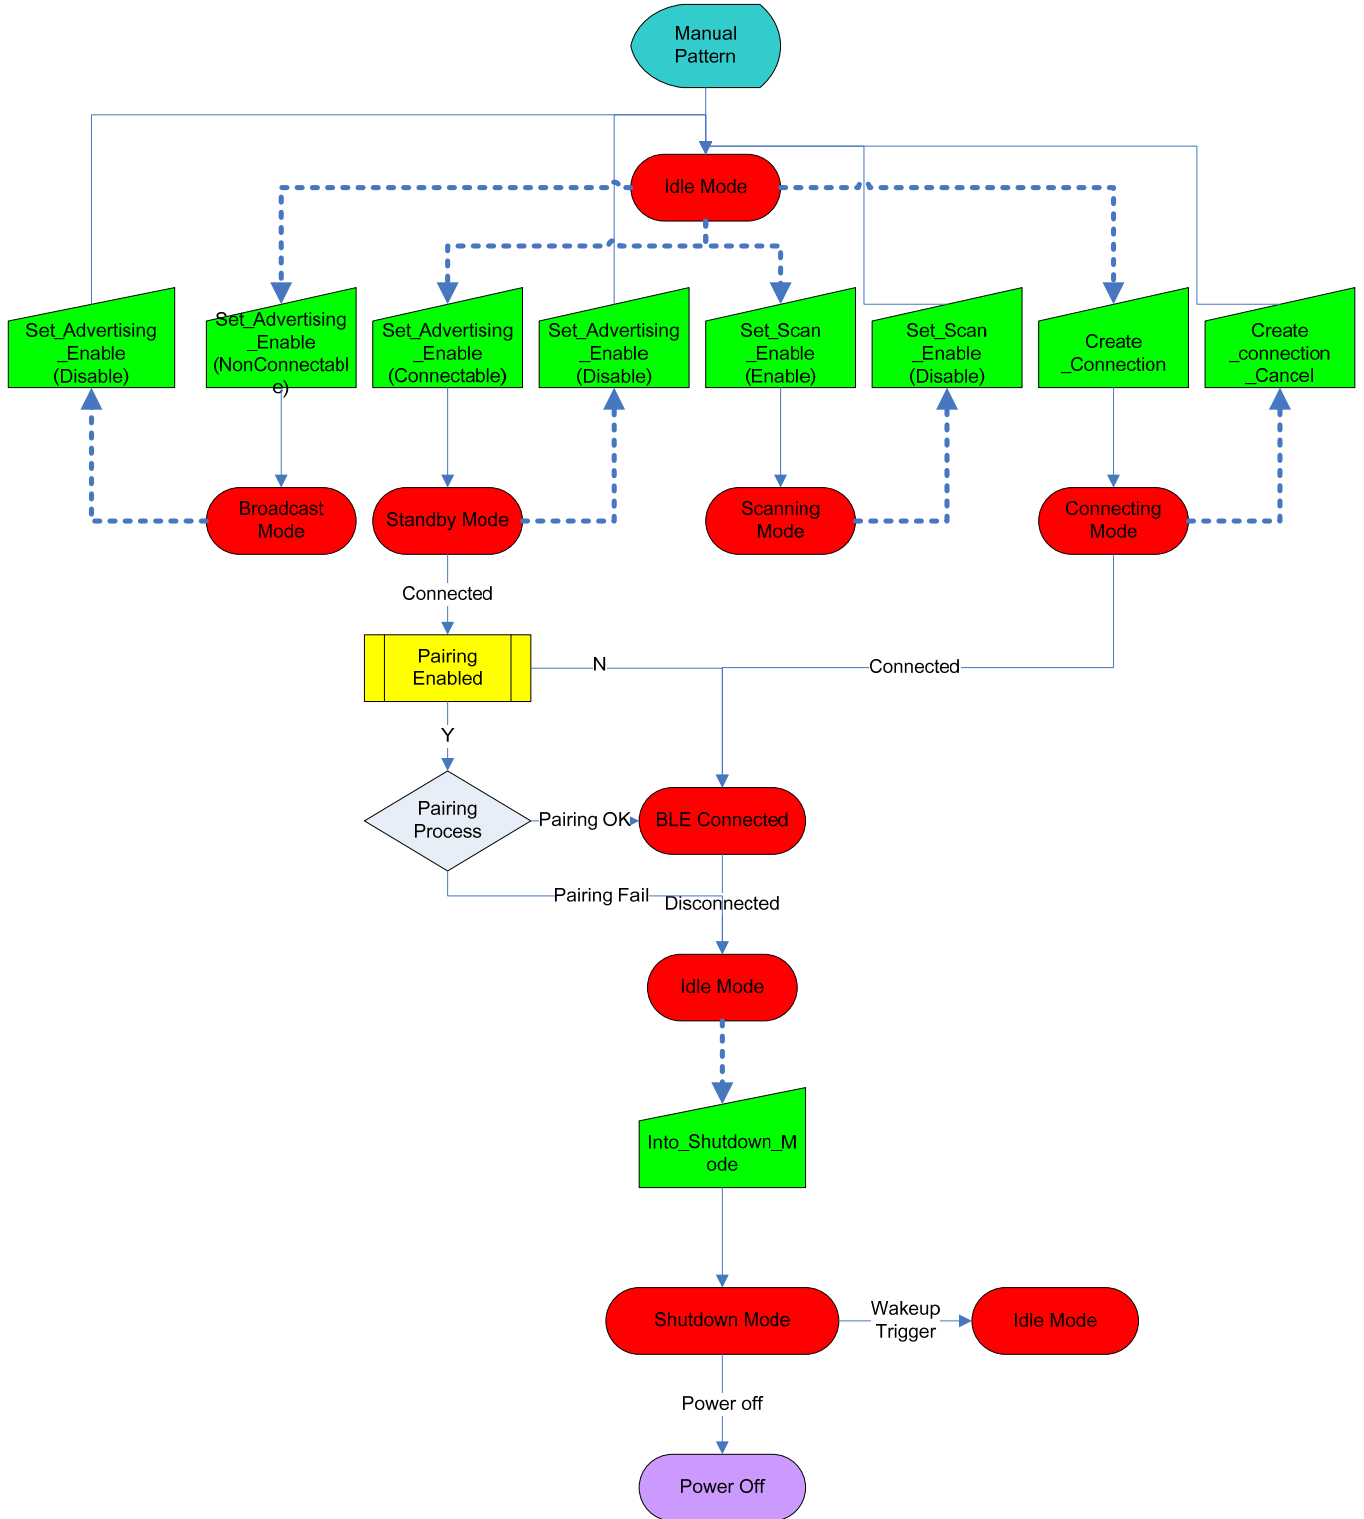 Manual
Pattern
Idle Mode
Set_Advertising
_Enable
(Disable)
Set_Advertising
_Enable
(NonConnectabl
e)
Set_Advertising
_Enable
(Connectable)
Set_Advertising
_Enable
(Disable)
Set_Scan
_Enable
(Enable)
Set_Scan
_Enable
(Disable)
Create
_Connection
Create
_connection
_Cancel
Broadcast
Mode
Standby Mode
Scanning
Mode
Connecting
Mode
Connected
Pairing
Enabled
N
Connected
Y
Pairing
Process
Pairing OK
BLE Connected
Pairing Fail
Disconnected
Idle Mode
Into_Shutdown_M
ode
Shutdown Mode
Wakeup
Trigger
Idle Mode
Power off
Power Off